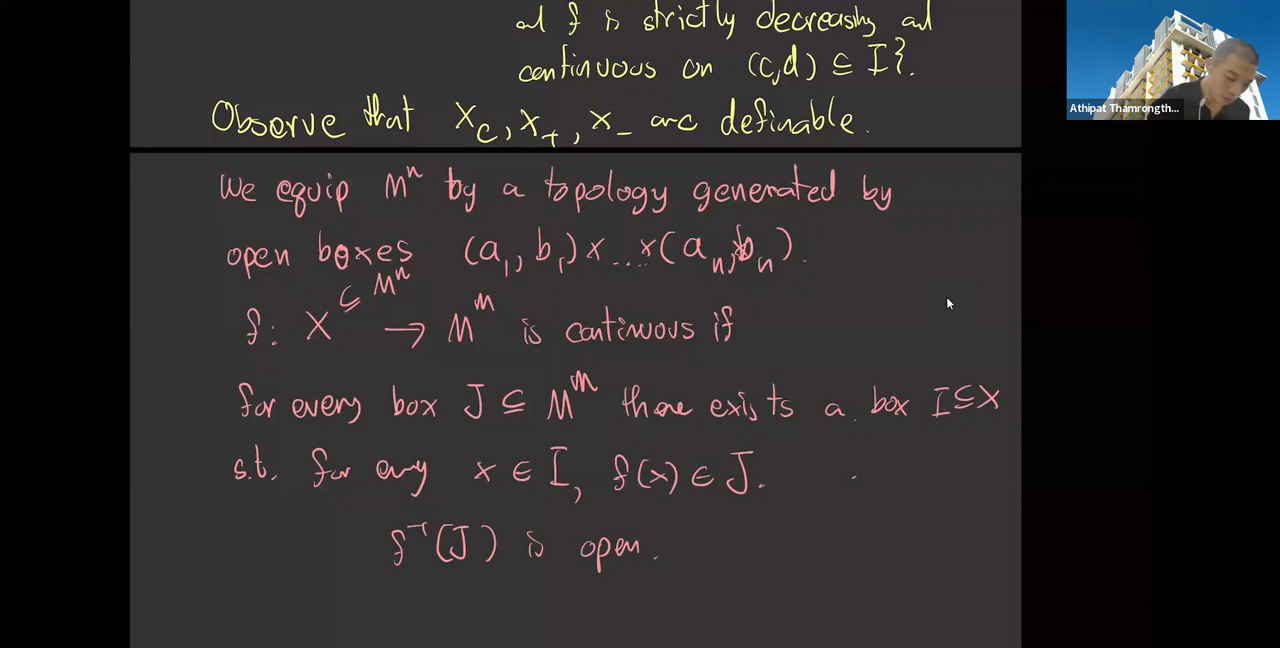 and f is strictly decreasing and
continuous on (c,d) ⊆ I}.
Observe that X_c, X_+, X_- are definable.
We equip M^n by a topology generated by
open boxes (a_1, b_1) x ... x (a_n, b_n).
f: X ⊆ M^n → M^m is continuous if
for every box J ⊆ M^m there exists a box I ⊆ X
s.t. for any x ∈ I, f(x) ∈ J.
f^{-1}(J) is open.
Athipat Thamrongth...